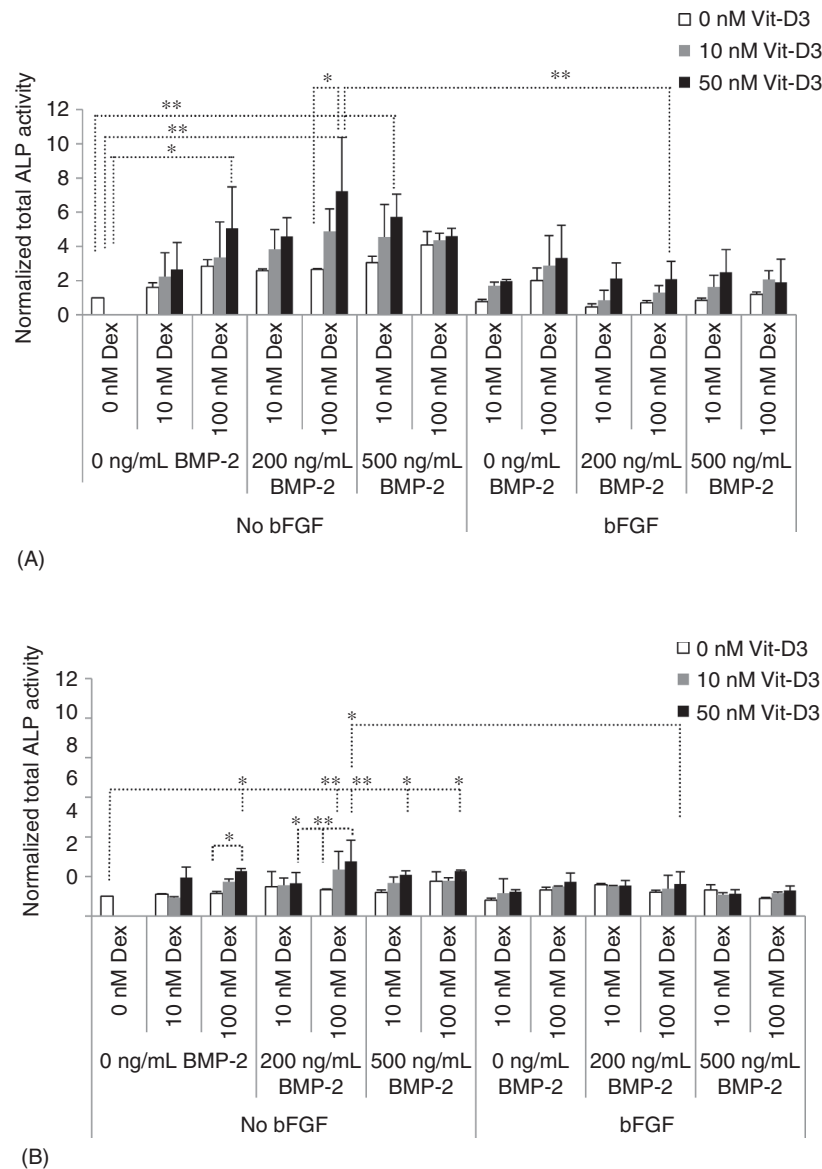 0 nM Vit-D3
10 nM Vit-D3
50 nM Vit-D3
Normalized total ALP activity
12
10
8
6
4
2
0
**
**
*
*
**
0 nM Dex
10 nM Dex
100 nM Dex
10 nM Dex
100 nM Dex
10 nM Dex
100 nM Dex
10 nM Dex
100 nM Dex
10 nM Dex
100 nM Dex
10 nM Dex
100 nM Dex
0 ng/mL BMP-2
200 ng/mL
BMP-2
500 ng/mL
BMP-2
0 ng/mL
BMP-2
200 ng/mL
BMP-2
500 ng/mL
BMP-2
No bFGF
bFGF
(A)
0 nM Vit-D3
10 nM Vit-D3
50 nM Vit-D3
Normalized total ALP activity
12
10
8
6
4
2
0
*
* ** ** * *
* * **
0 nM Dex
10 nM Dex
100 nM Dex
10 nM Dex
100 nM Dex
10 nM Dex
100 nM Dex
10 nM Dex
100 nM Dex
10 nM Dex
100 nM Dex
10 nM Dex
100 nM Dex
0 ng/mL BMP-2
200 ng/mL
BMP-2
500 ng/mL
BMP-2
0 ng/mL
BMP-2
200 ng/mL
BMP-2
500 ng/mL
BMP-2
No bFGF
bFGF
(B)